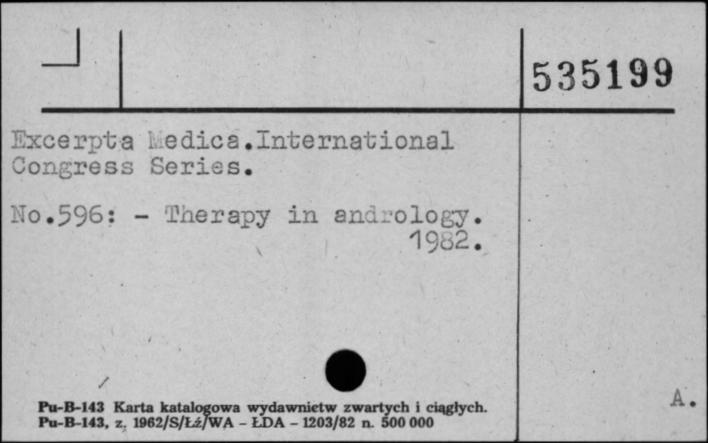 535199
Excerpta Medica.International
Congress Series.
No.596: - Therapy in andrology.
1982.
A.
Pu-B-143 Karta katalogowa wydawnictw zwartych i ciągłych.
Pu-B-143, z. 1962/S/Łź/WA - ŁDA - 1203/82 n. 500 000